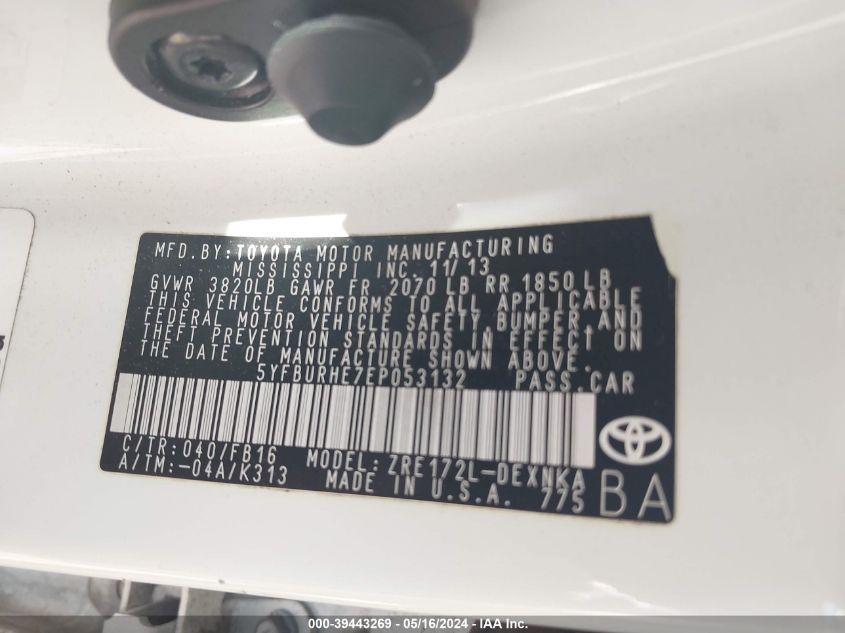 MFD.BY:TOYOTA MOTOR MANUFACTURING
MISSISSIPPI INC. 11/13
GVWR 3820LB GAWR FR 2070 LB RR 1850 LB
THIS VEHICLE CONFORMS TO ALL APPLICABLE
FEDERAL MOTOR VEHICLE SAFETY,BUMPER,AND
THEFT PREVENTION STANDARDS IN EFFECT ON
THE DATE OF MANUFACTURE SHOWN ABOVE.
5YFBURHE7EP053132 PASS.CAR
C/TR:040/FB16 MODEL:ZRE172L-DEXNKA
A/TM:-04A/K313 MADE IN U.S.A. 775
BA
000-39443269 - 05/16/2024 - IAA Inc.